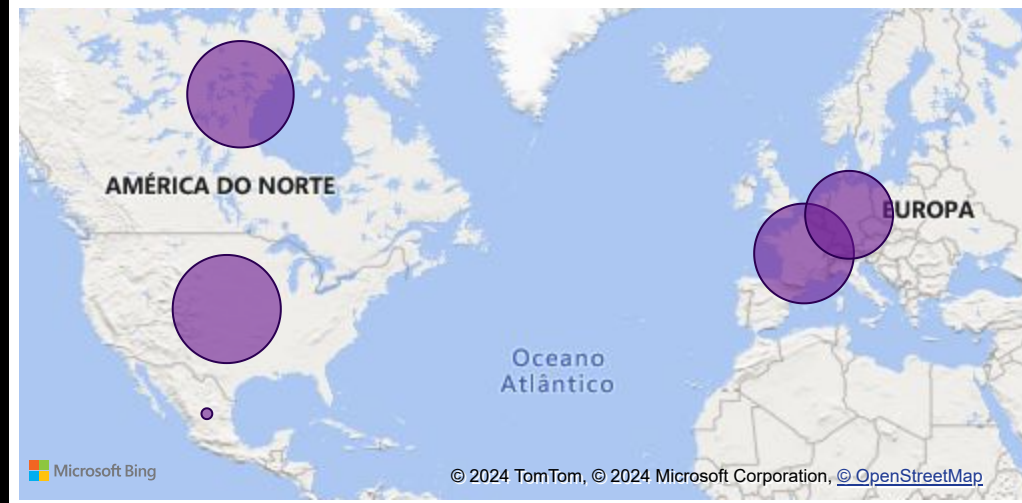 AMÉRICA DO NORTE
EUROPA
Oceano
Atlântico
Microsoft Bing
© 2024 TomTom, © 2024 Microsoft Corporation, © OpenStreetMap